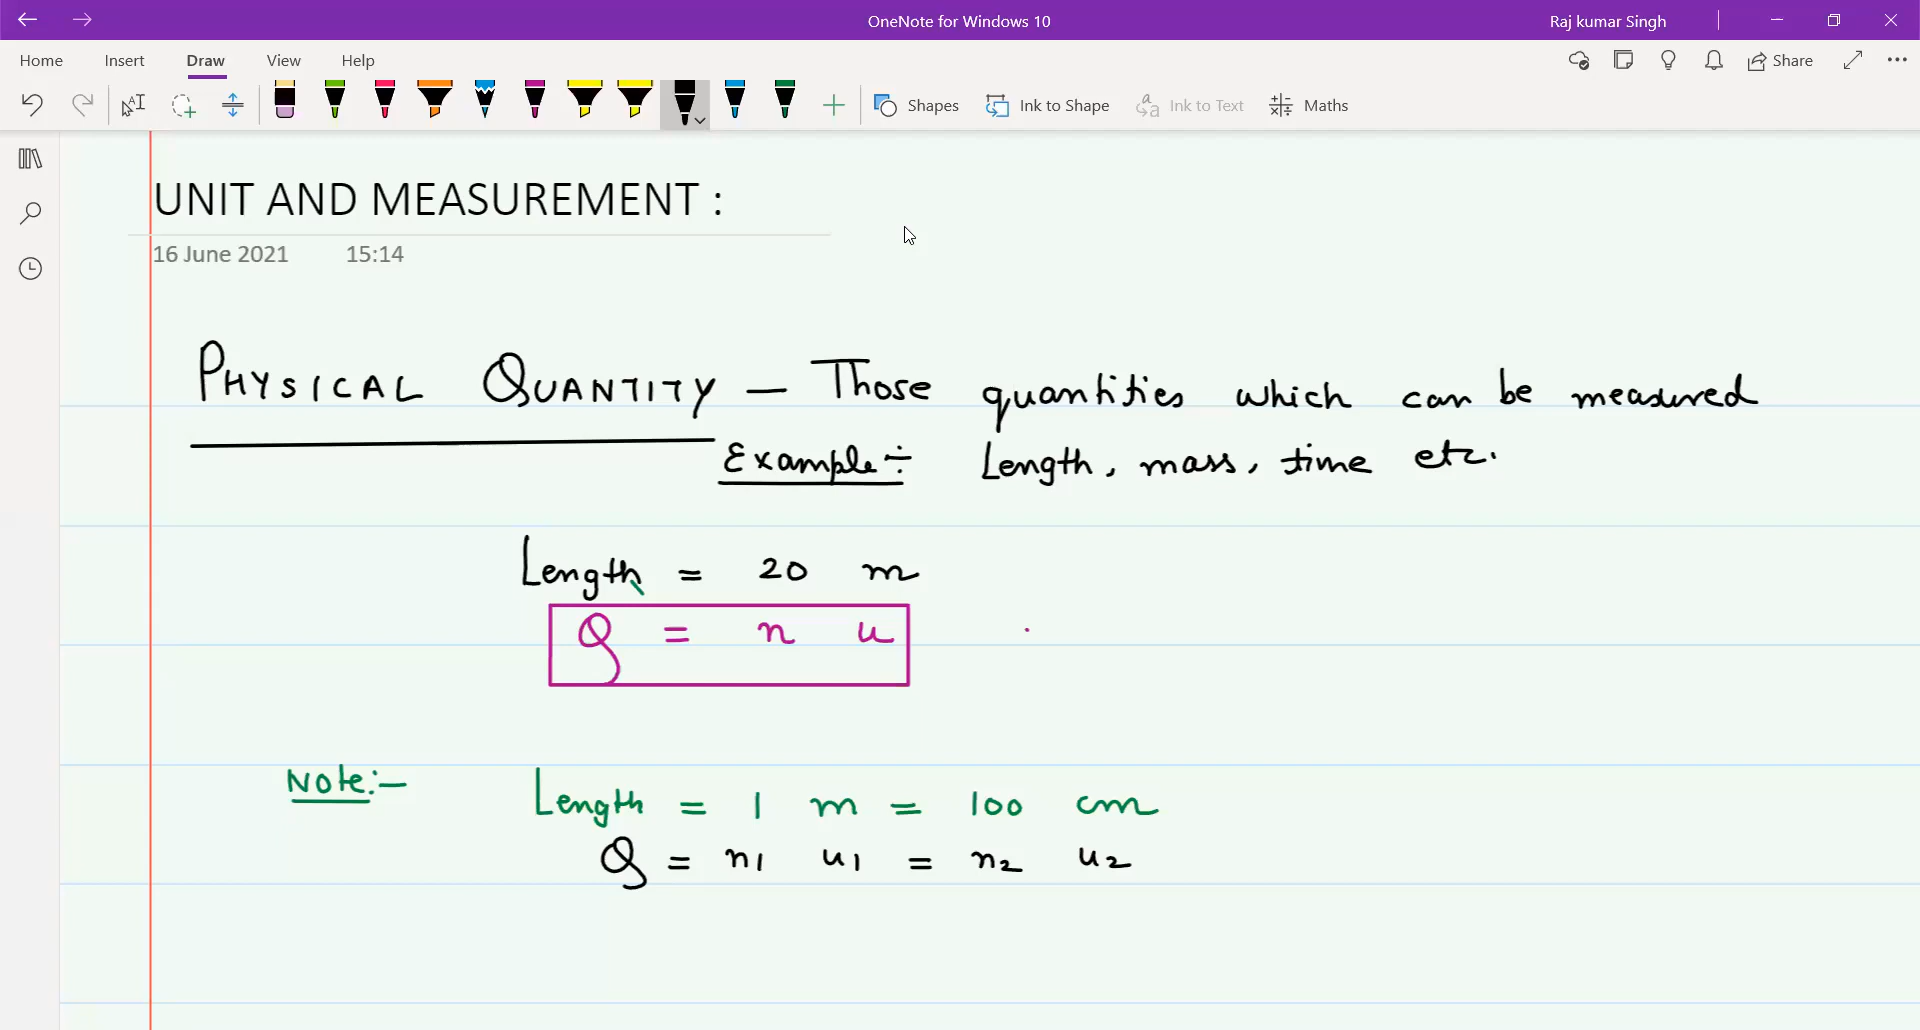 OneNote for Windows 10
Raj kumar Singh
Home Insert Draw View Help
Share
Shapes Ink to Shape Ink to Text Maths
UNIT AND MEASUREMENT :
16 June 2021 15:14
PHYSICAL QUANTITY — Those quantities which can be measured
Example :- Length, mass, time etc.
Length = 20 m
Q = n u
Note :- Length = 1 m = 100 cm
Q = n1 u1 = n2 u2